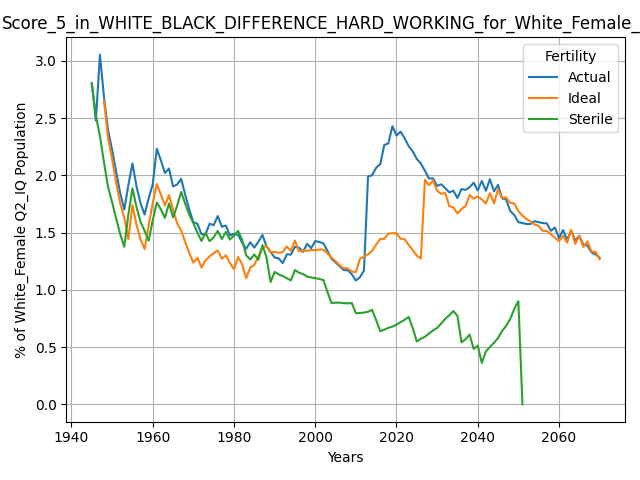 Score_5_in_WHITE_BLACK_DIFFERENCE_HARD_WORKING_for_White_Female_
Fertility
Actual
Ideal
Sterile
% of White_Female Q2_IQ Population
3.0
2.5
2.0
1.5
1.0
0.5
0.0
1940 1960 1980 2000 2020 2040 2060
Years